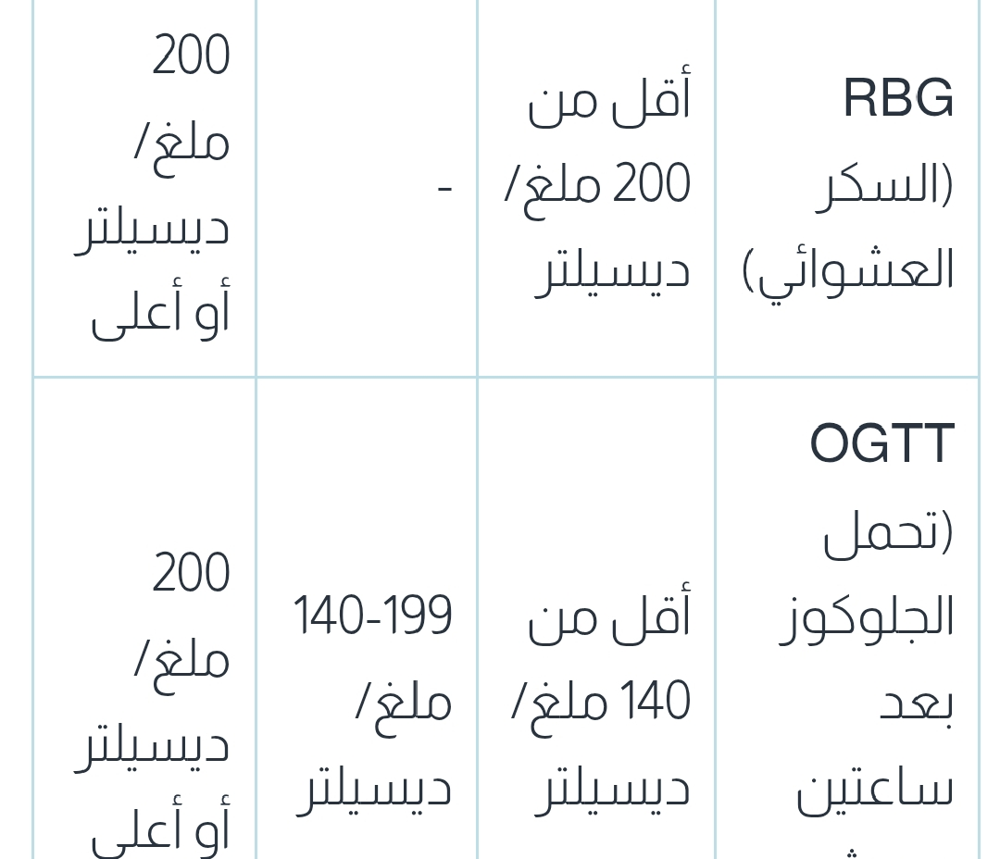 RBG
(السكر
العشوائي)
أقل من
200 ملغ/
ديسيلتر
-
200
ملغ/
ديسيلتر
أو أعلى
OGTT
(تحمل
الجلوكوز
بعد
ساعتين
أقل من
140 ملغ/
ديسيلتر
140-199
ملغ/
ديسيلتر
200
ملغ/
ديسيلتر
أو أعلى